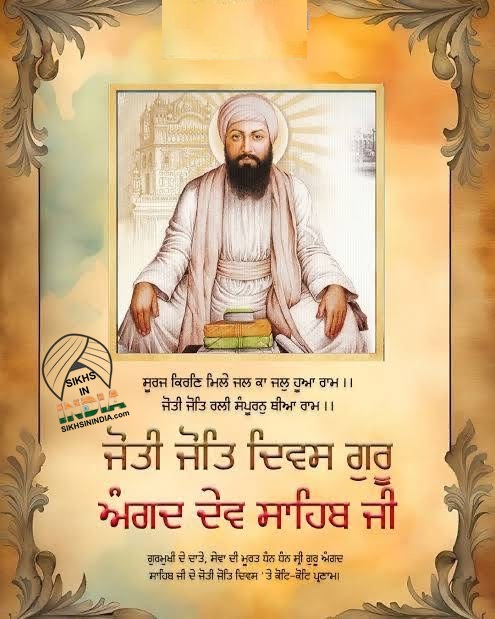 SIKHS
IN
INDIA
SIKHSININDIA.com
ਸੂਰਜ ਕਿਰਣਿ ਮਿਲੇ ਜਲ ਕਾ ਜਲੁ ਹੂਆ ਰਾਮ ।।
ਜੋਤੀ ਜੋਤਿ ਰਲੀ ਸੰਪੂਰਨੁ ਥੀਆ ਰਾਮ ।।
ਜੋਤੀ ਜੋਤਿ ਦਿਵਸ ਗੁਰੂ
ਅੰਗਦ ਦੇਵ ਸਾਹਿਬ ਜੀ
ਗੁਰਮੁਖੀ ਦੇ ਦਾਤੇ, ਸੇਵਾ ਦੀ ਮੂਰਤ ਧੰਨ ਧੰਨ ਸ੍ਰੀ ਗੁਰੂ ਅੰਗਦ
ਸਾਹਿਬ ਜੀ ਦੇ ਜੋਤੀ ਜੋਤਿ ਦਿਵਸ 'ਤੇ ਕੋਟਿ-ਕੋਟਿ ਪ੍ਰਣਾਮ।